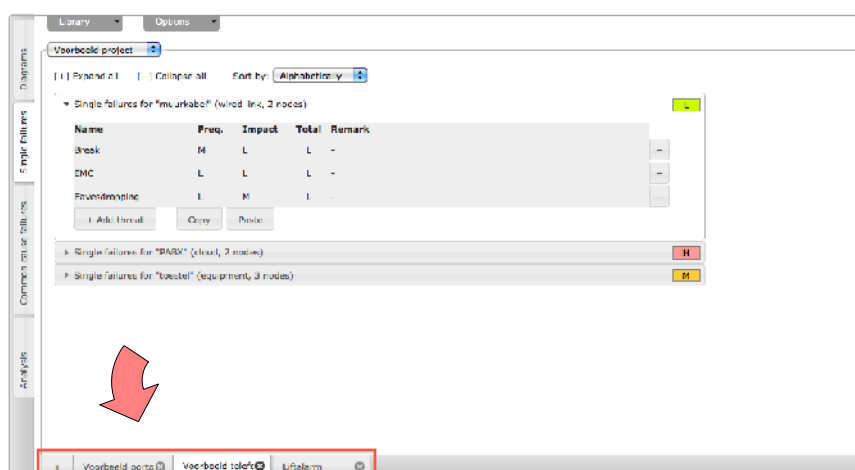 Library Options
Voorbeeld project
[+] Expand all [-] Collapse all Sort by: Alphabetically
Single failures for "muurkabel" (wired link, 2 nodes) L
Name Freq. Impact Total Remark
Break M L L -
EMC L L L -
Eavesdropping L M L -
+ Add threat Copy Paste
Single failures for "PABX" (cloud, 2 nodes) H
Single failures for "toestel" (equipment, 3 nodes) M
Diagrams
Single failures
Common cause failures
Analysis
+ Voorbeeld porto Voorbeeld telefo Liftalarm